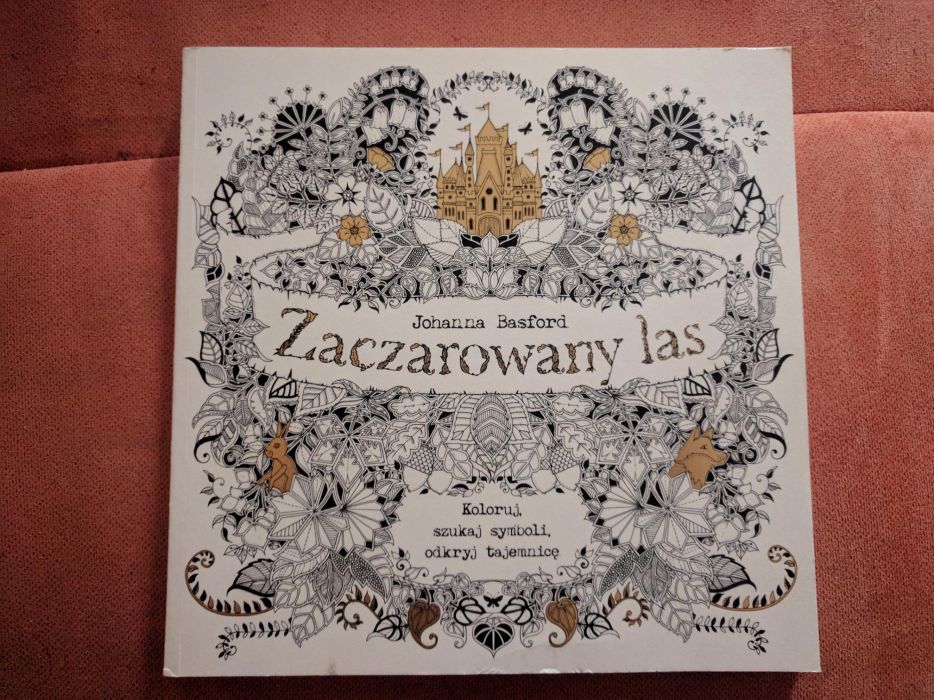 Johanna Basford
Zaczarowany las
Koloruj,
szukaj symboli,
odkryj tajemnicę